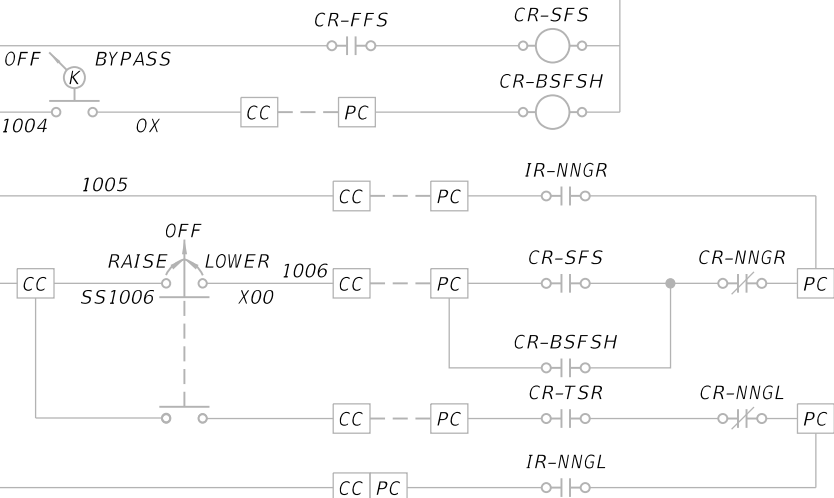 CR-SFS
CR-FFS
OFF BYPASS
K
CR-BSFSH
CC PC
1004 OX
IR-NNGR
1005
CC PC
OFF
RAISE LOWER
1006
CR-SFS CR-NNGR
CC CC PC PC
SS1006 X00
CR-BSFSH
CR-TSR CR-NNGL
CC PC PC
IR-NNGL
CC PC